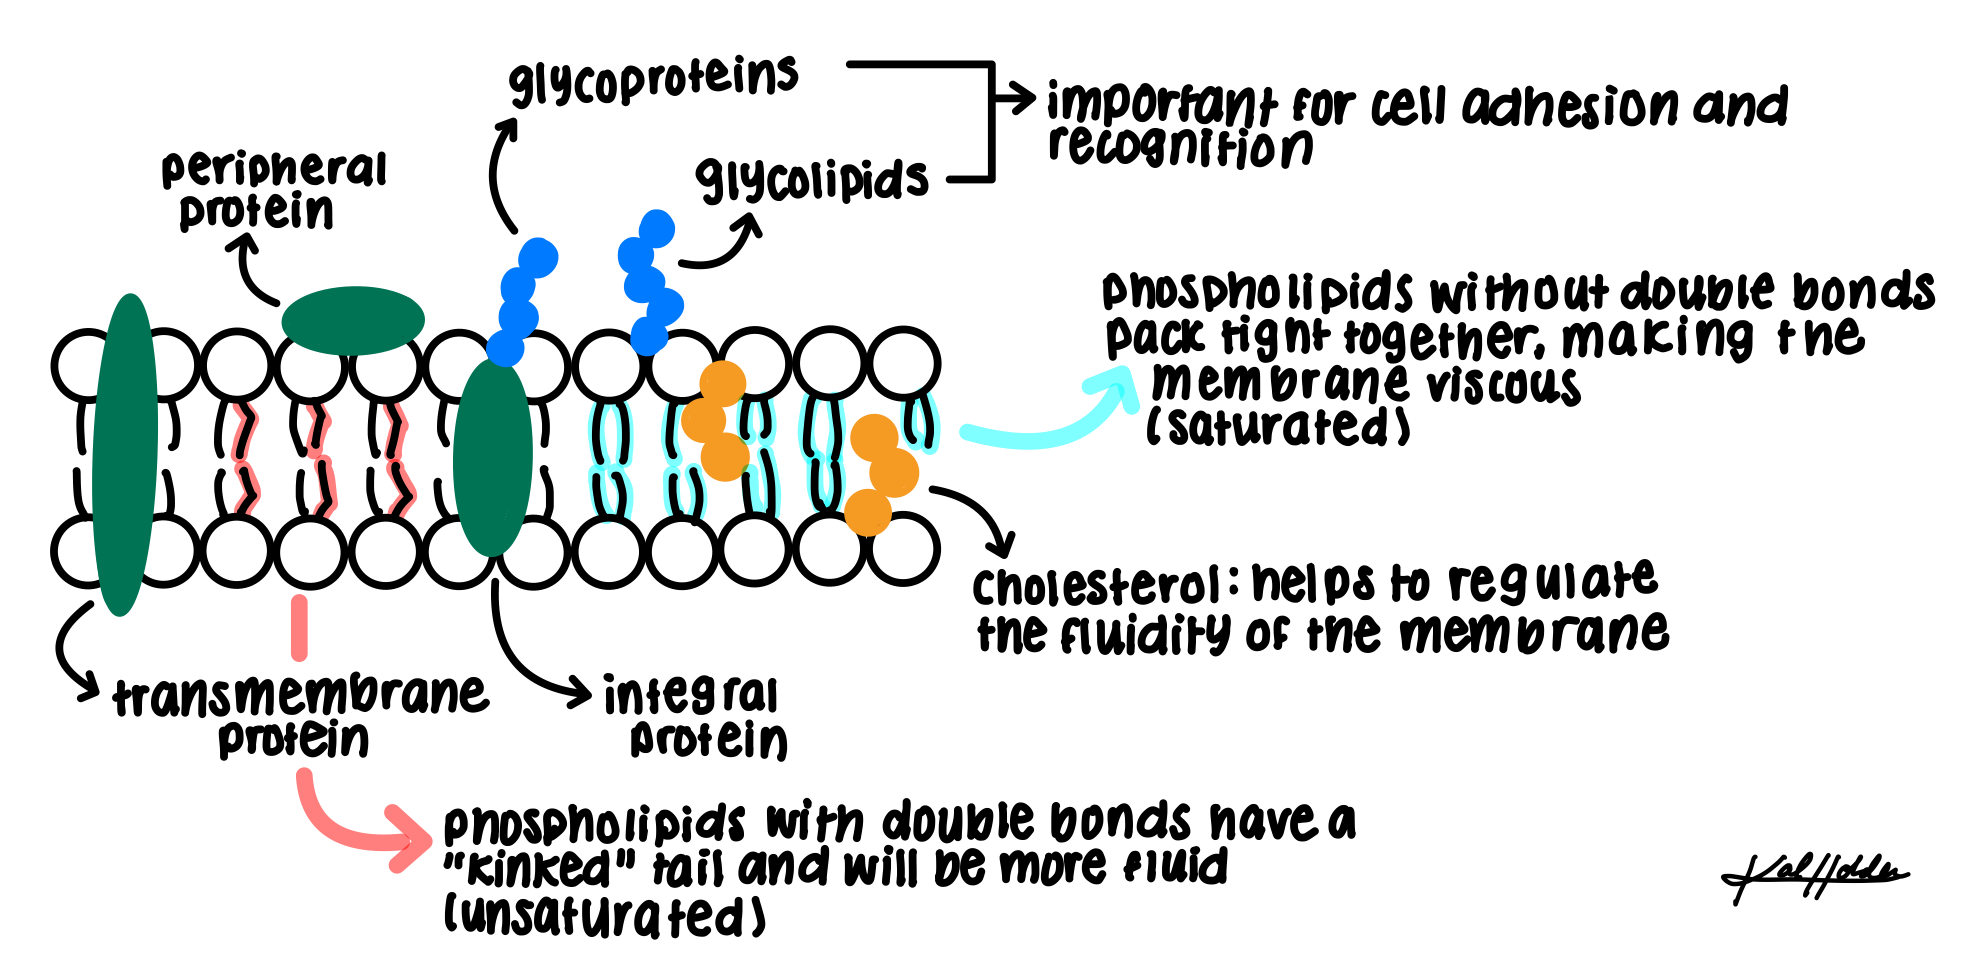 glycoproteins
important for cell adhesion and
recognition
peripheral
protein
glycolipids
phospholipids without double bonds
pack tight together, making the
membrane viscous
(saturated)
cholesterol: helps to regulate
the fluidity of the membrane
transmembrane
protein
integral
protein
phospholipids with double bonds have a
"kinked" tail and will be more fluid
(unsaturated)